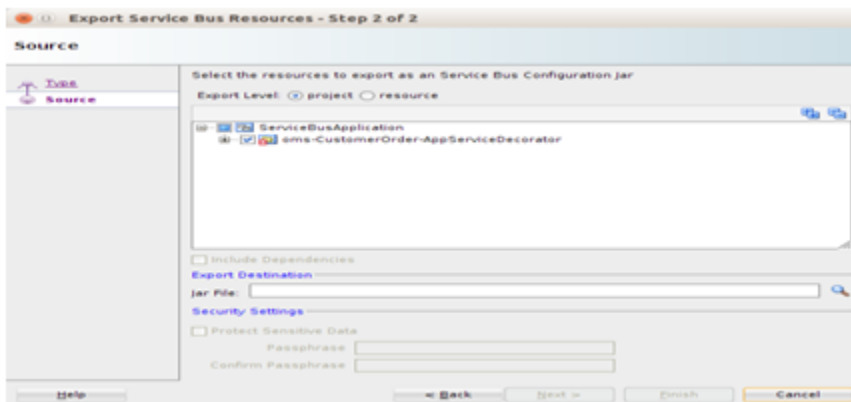 Export Service Bus Resources - Step 2 of 2
Source
Type
Source
Select the resources to export as an Service Bus Configuration Jar
Export Level: project resource
ServiceBusApplication
oms-CustomerOrder-AppServiceDecorator
Include Dependencies
Export Destination
Jar File:
Security Settings
Protect Sensitive Data
Passphrase
Confirm Passphrase
Help < Back Next > Finish Cancel